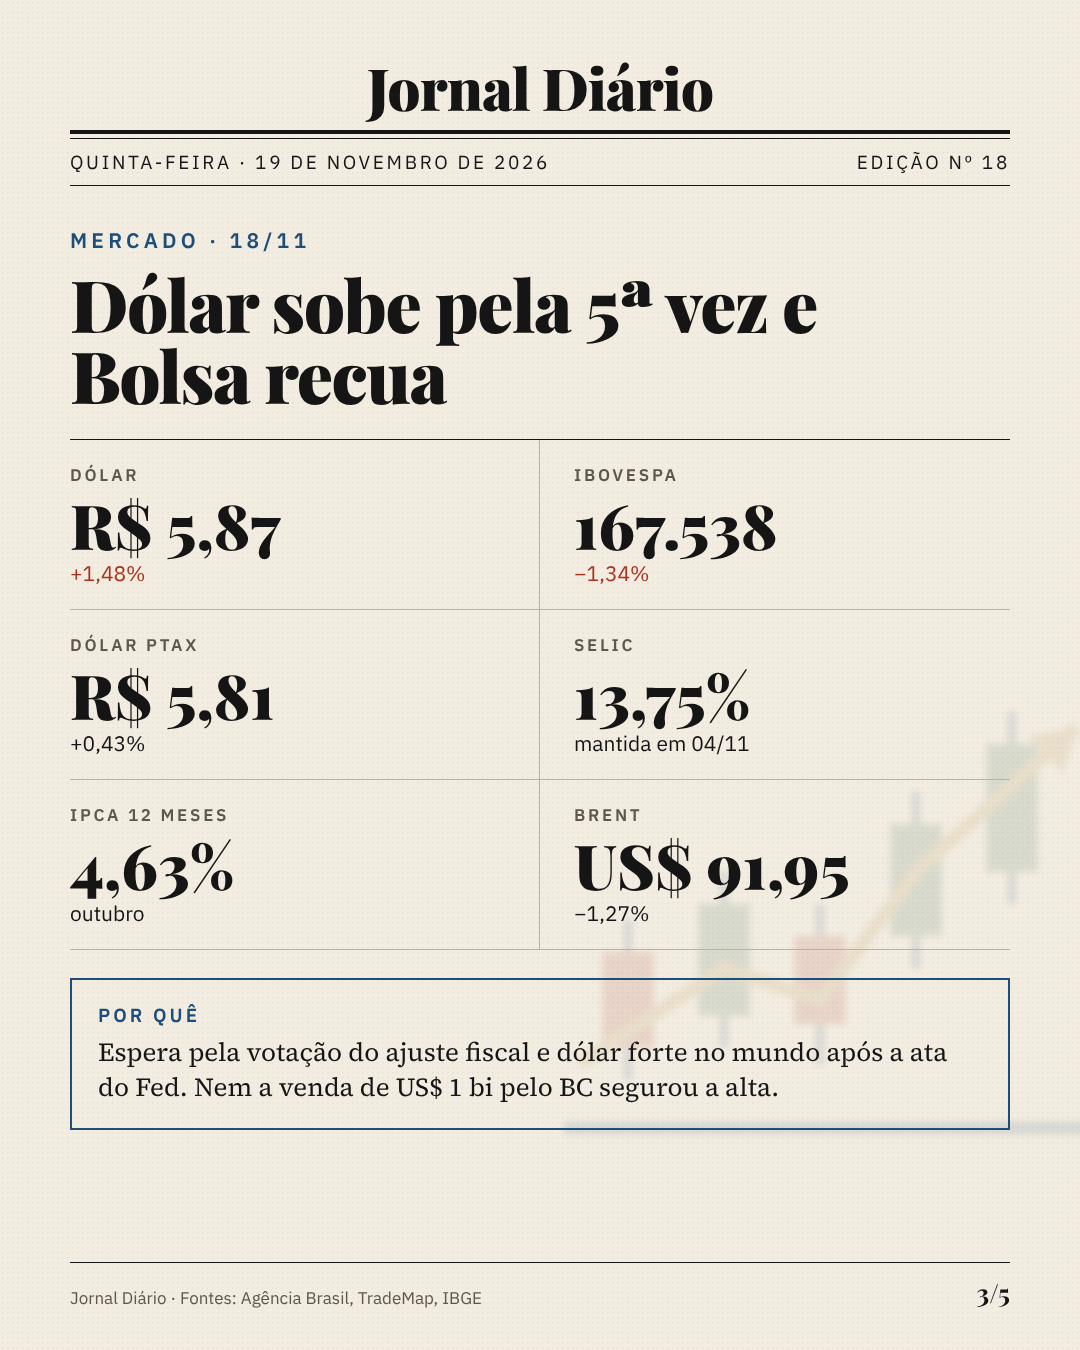 Jornal Diário
QUINTA-FEIRA · 19 DE NOVEMBRO DE 2026
EDIÇÃO Nº 18
MERCADO · 18/11
Dólar sobe pela 5ª vez e
Bolsa recua
DÓLAR
R$ 5,87
+1,48%
IBOVESPA
167.538
−1,34%
DÓLAR PTAX
R$ 5,81
+0,43%
SELIC
13,75%
mantida em 04/11
IPCA 12 MESES
4,63%
outubro
BRENT
US$ 91,95
−1,27%
POR QUÊ
Espera pela votação do ajuste fiscal e dólar forte no mundo após a ata
do Fed. Nem a venda de US$ 1 bi pelo BC segurou a alta.
Jornal Diário · Fontes: Agência Brasil, TradeMap, IBGE
3/5